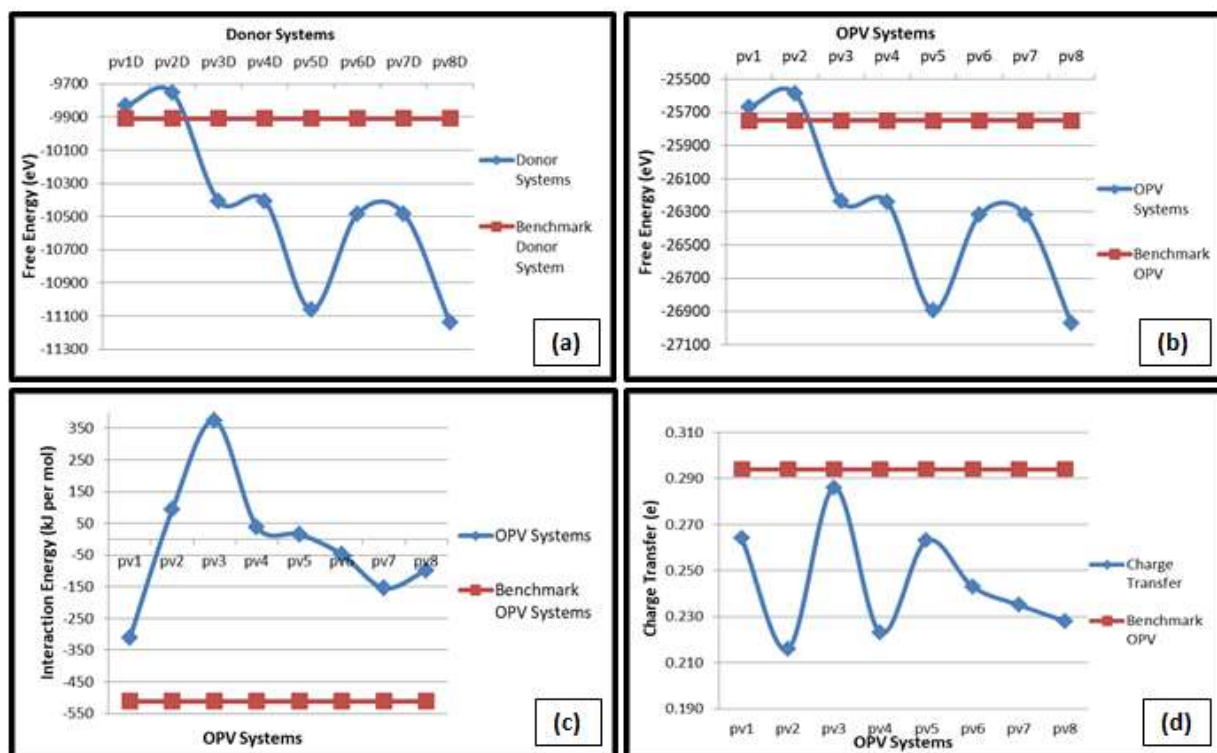 Donor Systems
pv1D pv2D pv3D pv4D pv5D pv6D pv7D pv8D
-9700
-9900
-10100
-10300
-10500
-10700
-10900
-11100
-11300
Free Energy (eV)
Donor
Systems
Benchmark
Donor
System
(a)
OPV Systems
pv1 pv2 pv3 pv4 pv5 pv6 pv7 pv8
-25500
-25700
-25900
-26100
-26300
-26500
-26700
-26900
-27100
Free Energy (eV)
OPV
Systems
Benchmark
OPV
(b)
350
250
150
50
-50
-150
-250
-350
-450
-550
Interaction Energy (kJ per mol)
pv1 pv2 pv3 pv4 pv5 pv6 pv7 pv8
OPV Systems
Benchmark
OPV Systems
OPV Systems
(c)
0.310
0.290
0.270
0.250
0.230
0.210
0.190
Charge Transfer (e)
Charge
Transfer
Benchmark
OPV
pv1 pv2 pv3 pv4 pv5 pv6 pv7 pv8
OPV Systems
(d)